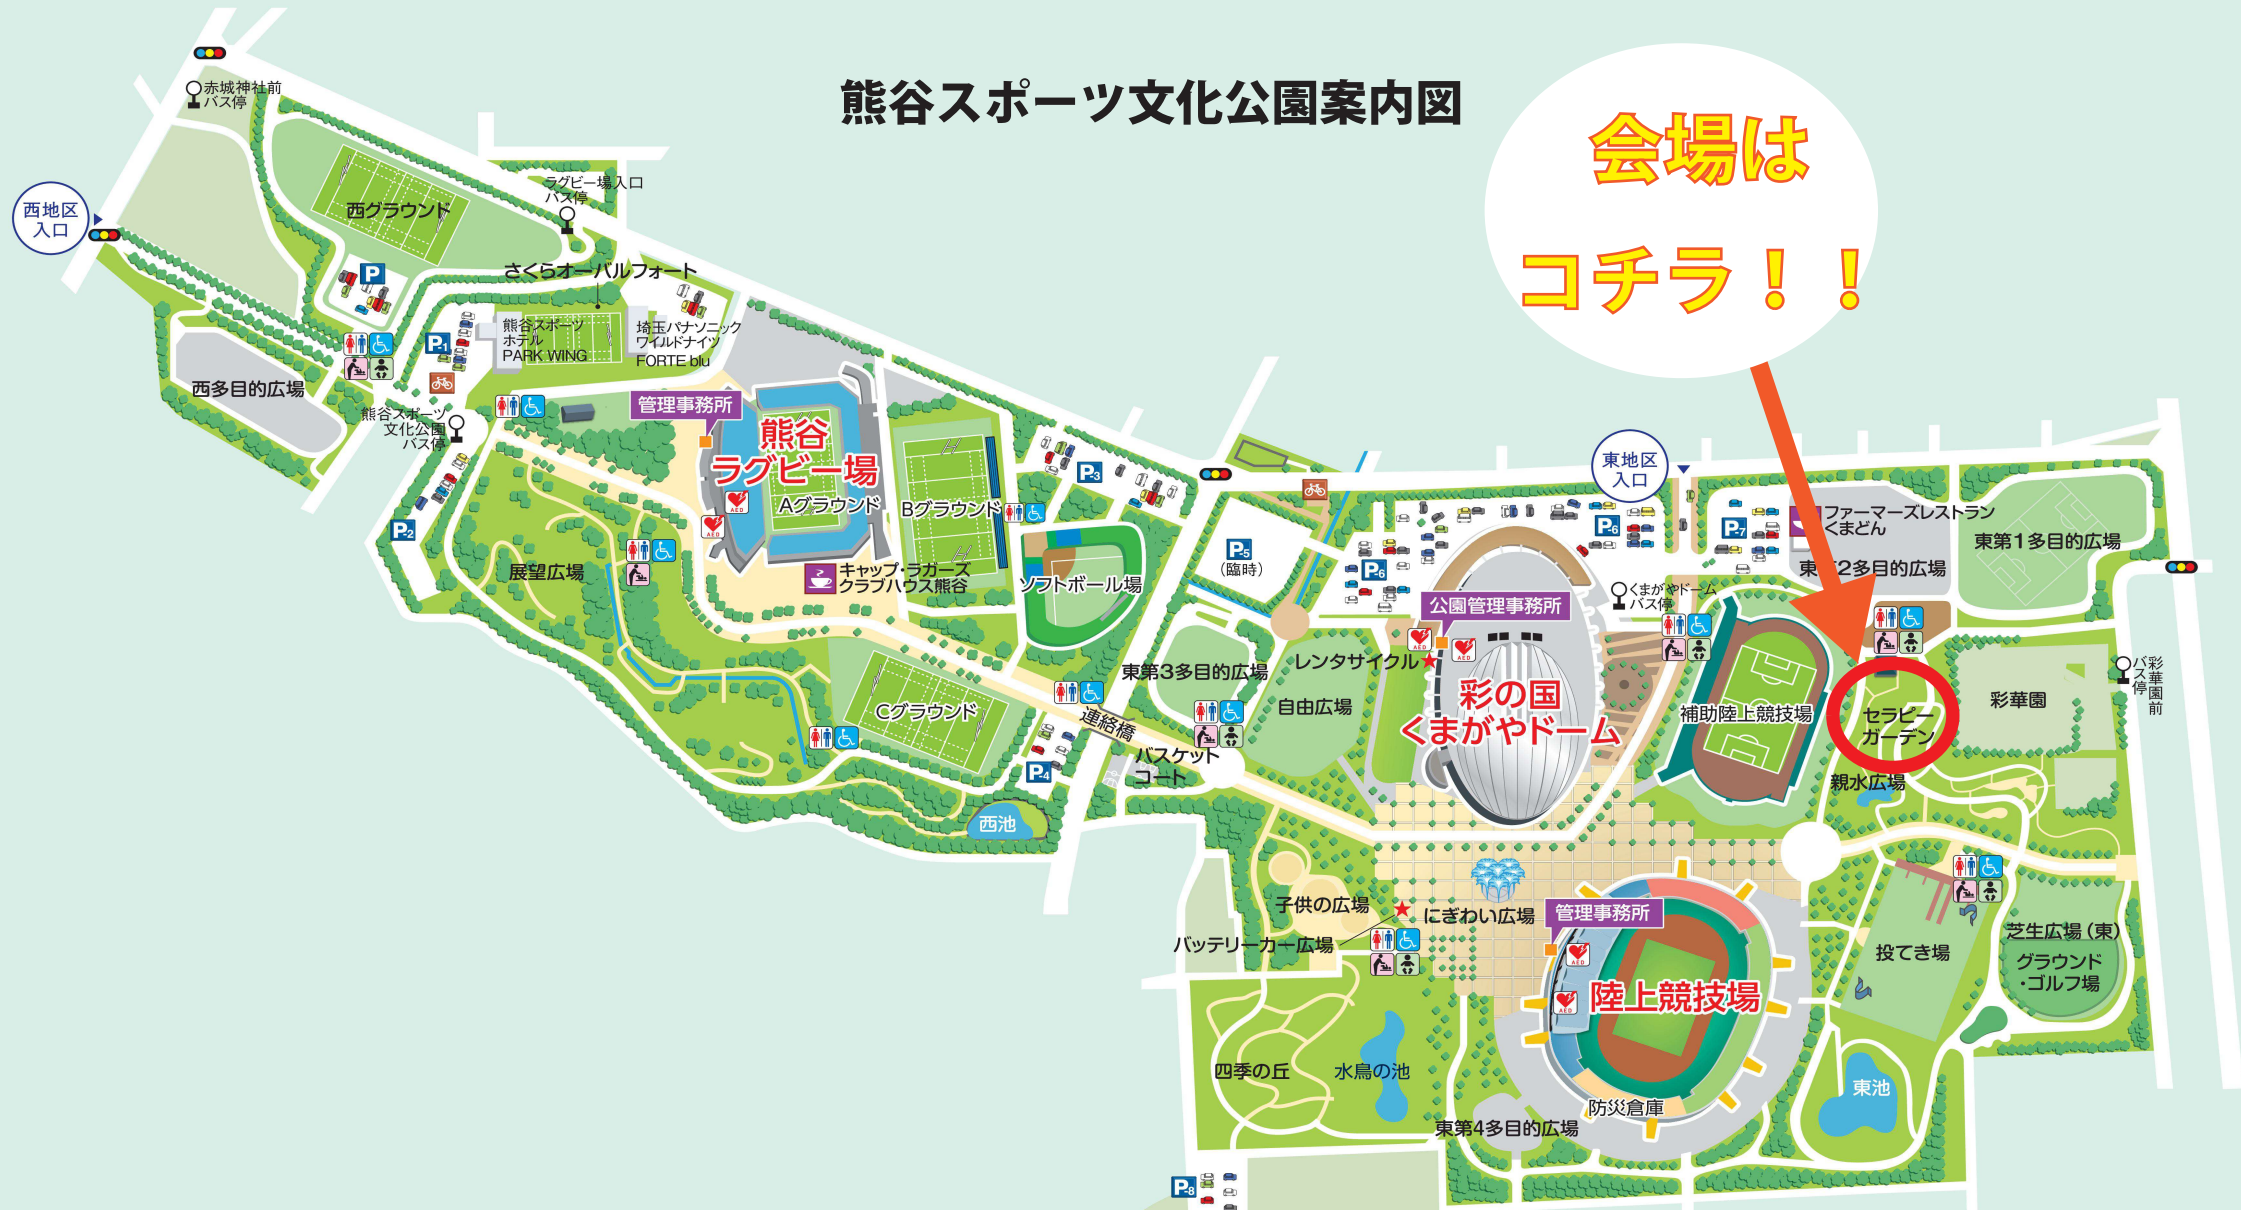 熊谷スポーツ文化公園案内図
会場は
コチラ！！
赤城神社前
バス停
西地区
入口
西グラウンド
ラグビー場入口
バス停
さくらオーバルフォート
P
P-1
熊谷スポーツ
ホテル
PARK WING
埼玉パナソニック
ワイルドナイツ
FORTE blu
西多目的広場
熊谷スポーツ
文化公園
バス停
管理事務所
熊谷
ラグビー場
Aグラウンド
AED
AED
Bグラウンド
P-3
P-2
展望広場
キャップ・ラガーズ
クラブハウス熊谷
ソフトボール場
P-5
(臨時)
東地区
入口
P-6
P-6
P-7
ファーマーズレストラン
くまどん
東第1多目的広場
東
2多目的広場
くまがやドーム
バス停
公園管理事務所
AED
AED
レンタサイクル
彩の国
くまがやドーム
東第3多目的広場
自由広場
補助陸上競技場
セラピー
ガーデン
彩華園
彩華園前
バス停
親水広場
Cグラウンド
連絡橋
バスケット
コート
P-4
西池
子供の広場
にぎわい広場
バッテリーカー広場
管理事務所
AED
AED
陸上競技場
投てき場
芝生広場(東)
グラウンド
・ゴルフ場
四季の丘
水鳥の池
東池
防災倉庫
東第4多目的広場
P-8